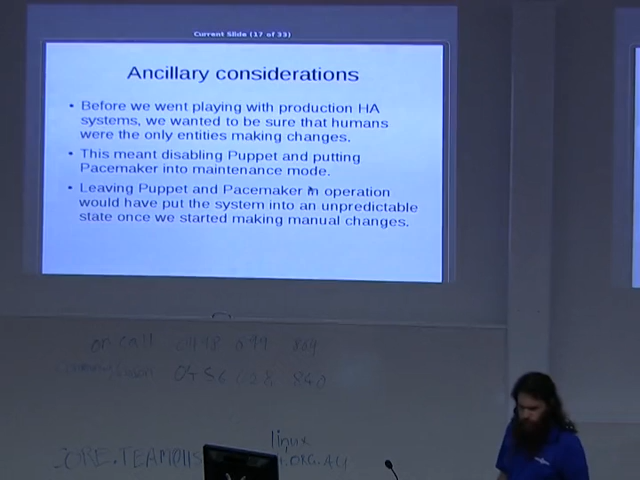 Current Slide (17 of 33)
Ancillary considerations
• Before we went playing with production HA
systems, we wanted to be sure that humans
were the only entities making changes.
• This meant disabling Puppet and putting
Pacemaker into maintenance mode.
• Leaving Puppet and Pacemaker in operation
would have put the system into an unpredictable
state once we started making manual changes.
on call
linux